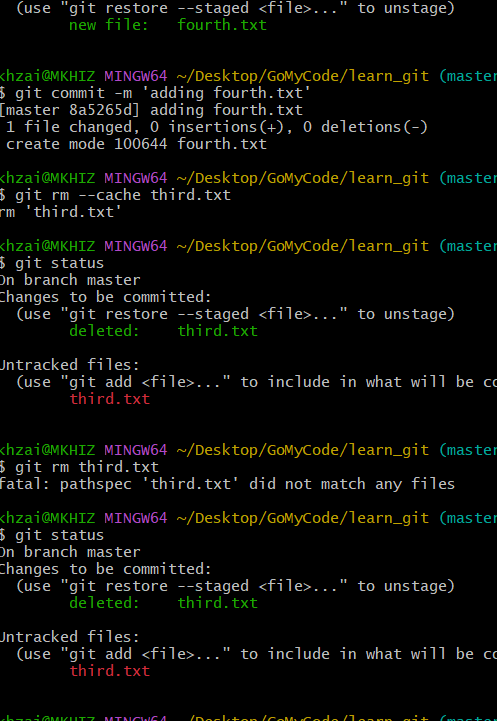 (use "git restore --staged <file>..." to unstage)
new file:   fourth.txt
khzai@MKHIZ MINGW64 ~/Desktop/GoMyCode/learn_git (master
$ git commit -m 'adding fourth.txt'
[master 8a5265d] adding fourth.txt
1 file changed, 0 insertions(+), 0 deletions(-)
create mode 100644 fourth.txt
khzai@MKHIZ MINGW64 ~/Desktop/GoMyCode/learn_git (master
$ git rm --cache third.txt
rm 'third.txt'
khzai@MKHIZ MINGW64 ~/Desktop/GoMyCode/learn_git (master
$ git status
On branch master
Changes to be committed:
(use "git restore --staged <file>..." to unstage)
deleted:    third.txt
Untracked files:
(use "git add <file>..." to include in what will be co
third.txt
khzai@MKHIZ MINGW64 ~/Desktop/GoMyCode/learn_git (master
$ git rm third.txt
fatal: pathspec 'third.txt' did not match any files
khzai@MKHIZ MINGW64 ~/Desktop/GoMyCode/learn_git (master
$ git status
On branch master
Changes to be committed:
(use "git restore --staged <file>..." to unstage)
deleted:    third.txt
Untracked files:
(use "git add <file>..." to include in what will be co
third.txt